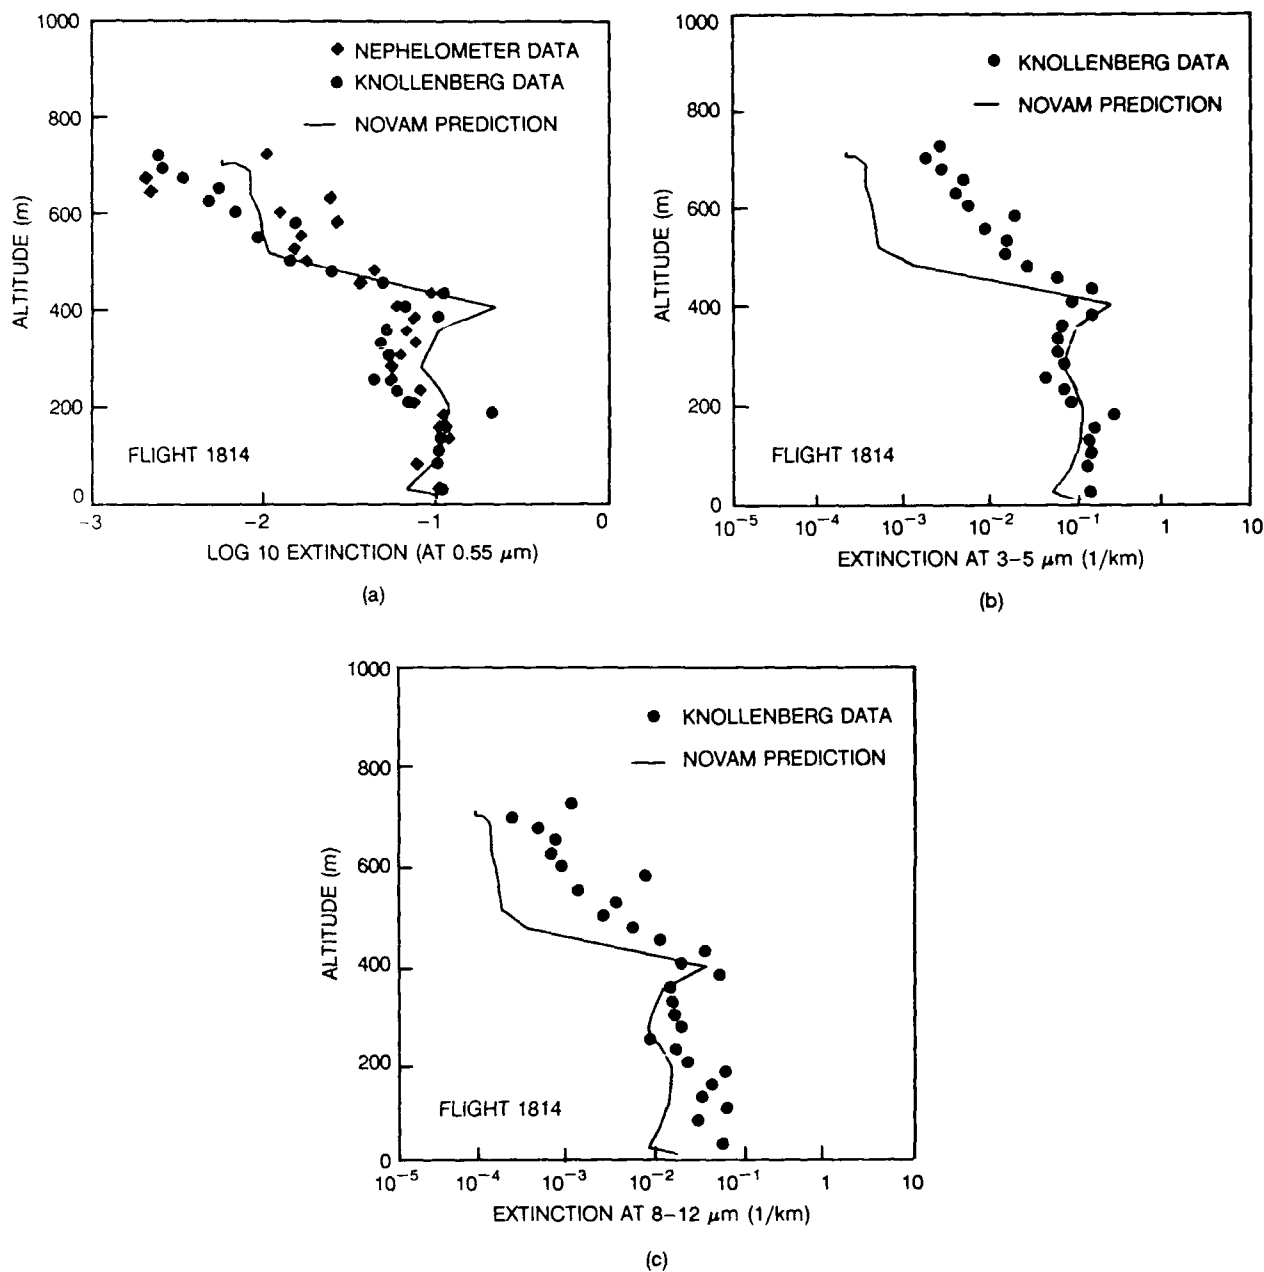 1000
800
600
400
200
0
ALTITUDE (m)
NEPHELOMETER DATA
KNOLLENBERG DATA
NOVAM PREDICTION
FLIGHT 1814
-3
-2
-1
0
LOG 10 EXTINCTION (AT 0.55 μm)
(a)
1000
800
600
400
200
0
ALTITUDE (m)
KNOLLENBERG DATA
NOVAM PREDICTION
FLIGHT 1814
10⁻⁵
10⁻⁴
10⁻³
10⁻²
10⁻¹
1
10
EXTINCTION AT 3–5 μm (1/km)
(b)
1000
800
600
400
200
0
ALTITUDE (m)
KNOLLENBERG DATA
NOVAM PREDICTION
FLIGHT 1814
10⁻⁵
10⁻⁴
10⁻³
10⁻²
10⁻¹
1
10
EXTINCTION AT 8–12 μm (1/km)
(c)